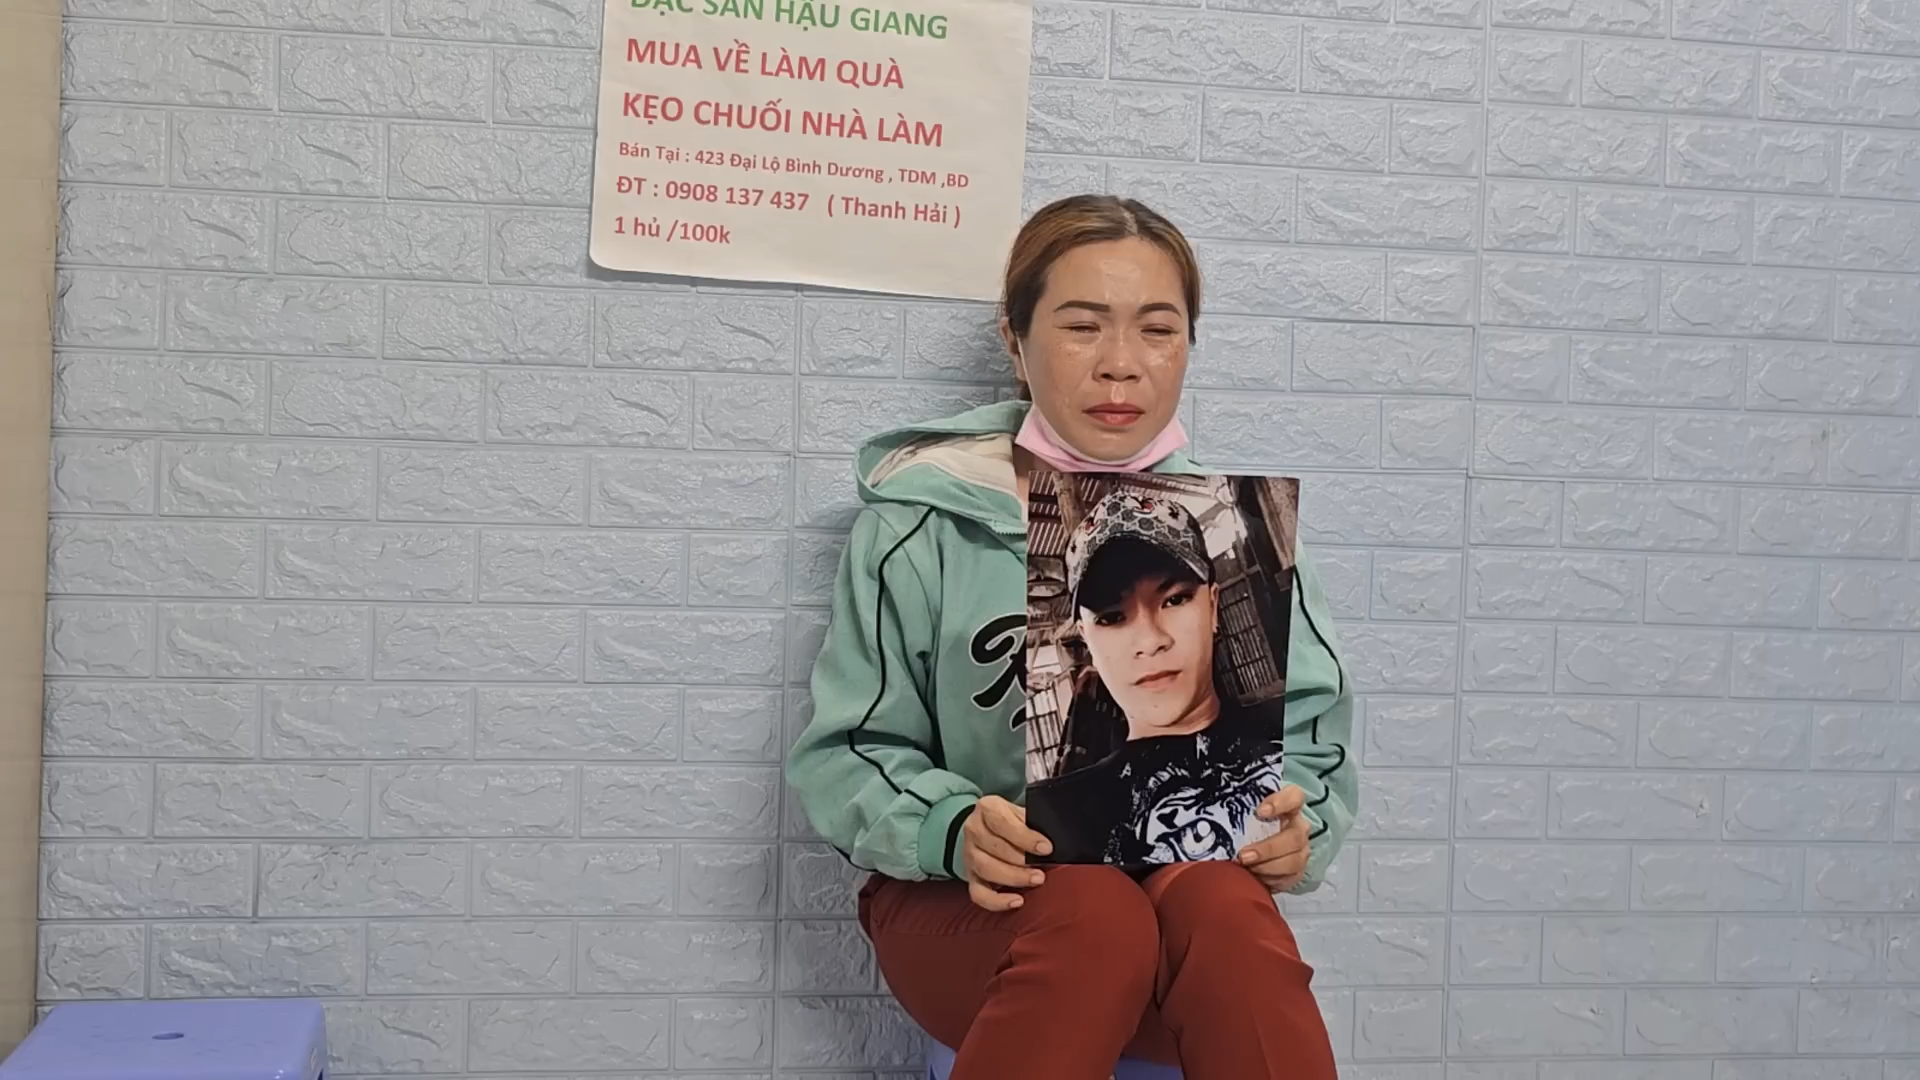 ĐẶC SẢN HẬU GIANG
MUA VỀ LÀM QUÀ
KẸO CHUỐI NHÀ LÀM
Bán Tại : 423 Đại Lộ Bình Dương , TDM ,BD
ĐT : 0908 137 437 ( Thanh Hải )
1 hủ /100k